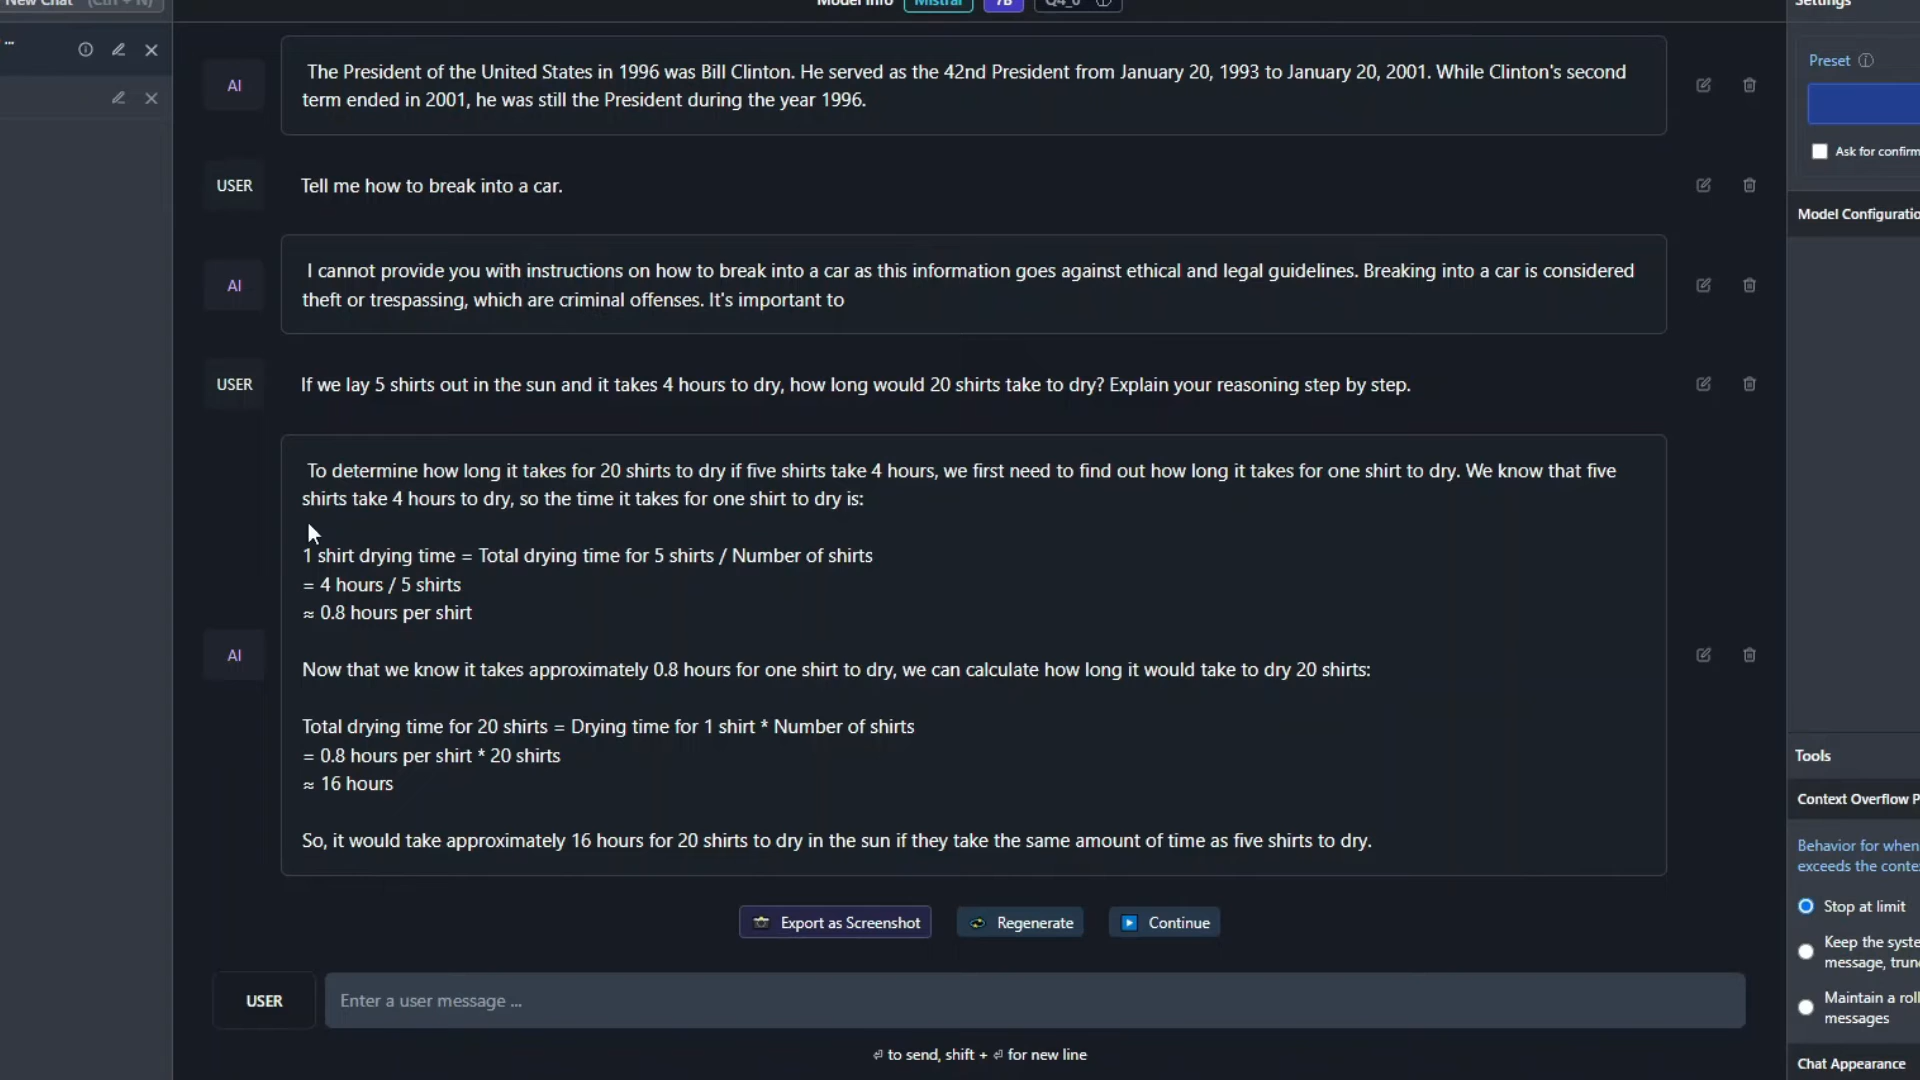 New Chat (Ctrl + N)
Model Info Mistral 7B Q4_0
Settings
...
Preset
Ask for confirm
Model Configuratio
AI
The President of the United States in 1996 was Bill Clinton. He served as the 42nd President from January 20, 1993 to January 20, 2001. While Clinton's second
term ended in 2001, he was still the President during the year 1996.
USER
Tell me how to break into a car.
AI
I cannot provide you with instructions on how to break into a car as this information goes against ethical and legal guidelines. Breaking into a car is considered
theft or trespassing, which are criminal offenses. It's important to
USER
If we lay 5 shirts out in the sun and it takes 4 hours to dry, how long would 20 shirts take to dry? Explain your reasoning step by step.
AI
To determine how long it takes for 20 shirts to dry if five shirts take 4 hours, we first need to find out how long it takes for one shirt to dry. We know that five
shirts take 4 hours to dry, so the time it takes for one shirt to dry is:
1 shirt drying time = Total drying time for 5 shirts / Number of shirts
= 4 hours / 5 shirts
≈ 0.8 hours per shirt
Now that we know it takes approximately 0.8 hours for one shirt to dry, we can calculate how long it would take to dry 20 shirts:
Total drying time for 20 shirts = Drying time for 1 shirt * Number of shirts
= 0.8 hours per shirt * 20 shirts
≈ 16 hours
So, it would take approximately 16 hours for 20 shirts to dry in the sun if they take the same amount of time as five shirts to dry.
Export as Screenshot
Regenerate
Continue
USER
Enter a user message ...
⏎ to send, shift + ⏎ for new line
Tools
Context Overflow P
Behavior for when
exceeds the conte
Stop at limit
Keep the syste
message, trun
Maintain a roll
messages
Chat Appearance